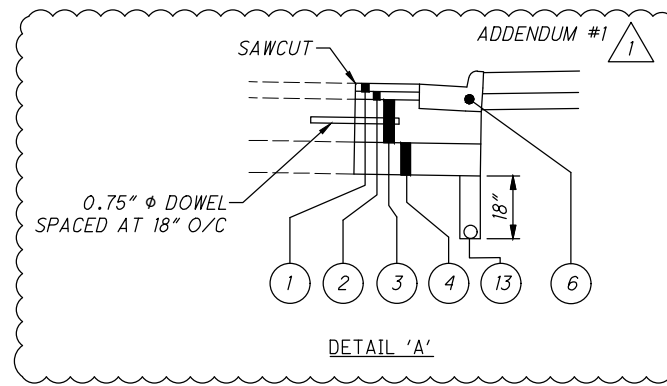 ADDENDUM #1
1
SAWCUT
0.75" φ DOWEL
SPACED AT 18" O/C
18"
1 2 3 4 13 6
DETAIL 'A'